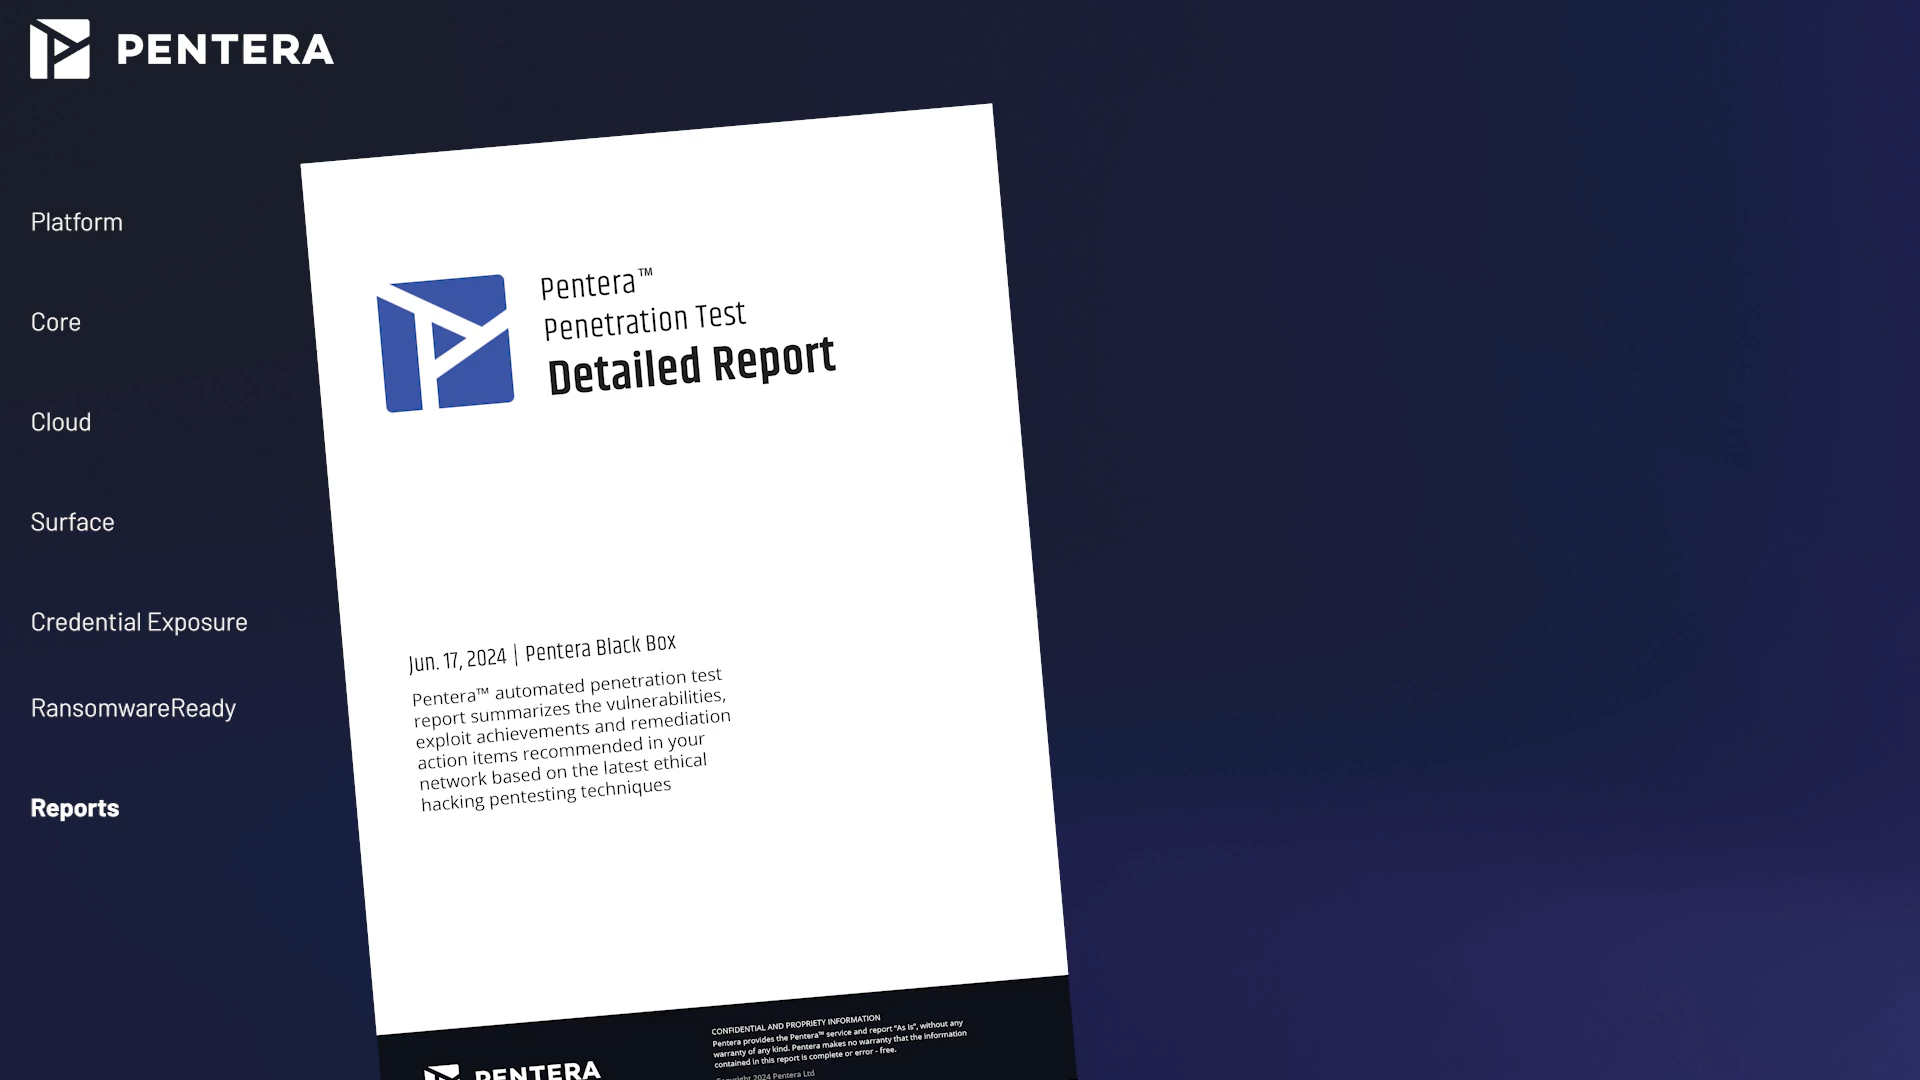 PENTERA
Platform
Core
Cloud
Surface
Credential Exposure
RansomwareReady
Reports
Pentera™
Penetration Test
Detailed Report
Jun. 17, 2024 | Pentera Black Box
Pentera™ automated penetration test
report summarizes the vulnerabilities,
exploit achievements and remediation
action items recommended in your
network based on the latest ethical
hacking pentesting techniques
PENTERA
CONFIDENTIAL AND PROPRIETY INFORMATION
Pentera provides the Pentera™ service and report "As is", without any
warranty of any kind. Pentera makes no warranty that the information
contained in this report is complete or error - free.
Copyright 2024 Pentera Ltd